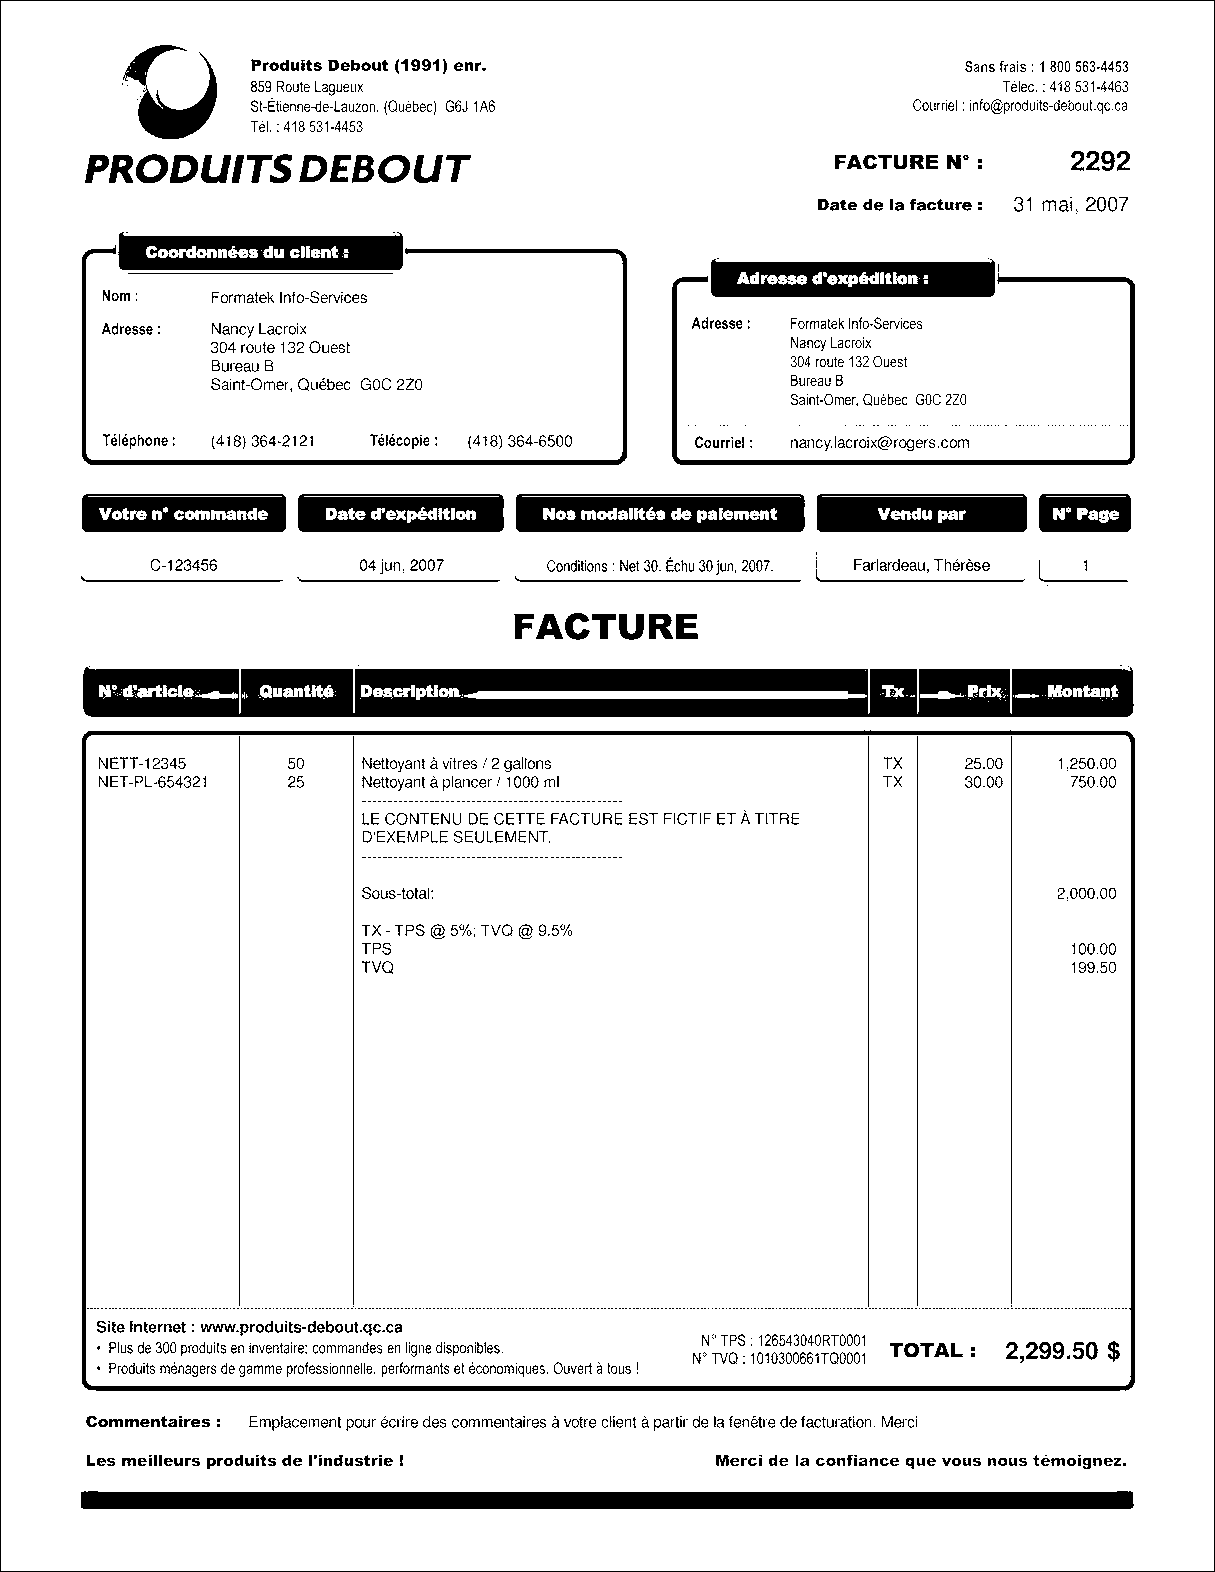 Produits Debout (1991) enr.
859 Route Lagueux
St-Étienne-de-Lauzon, (Québec) G6J 1A6
Tél. : 418 531-4453
Sans frais : 1 800 563-4453
Téléc. : 418 531-4463
Courriel : info@produits-debout.qc.ca
PRODUITS DEBOUT
FACTURE N° : 2292
Date de la facture : 31 mai, 2007
Coordonnées du client :
Nom : Formatek Info-Services
Adresse : Nancy Lacroix
304 route 132 Ouest
Bureau B
Saint-Omer, Québec G0C 2Z0
Téléphone : (418) 364-2121 Télécopie : (418) 364-6500
Adresse d'expédition :
Adresse : Formatek Info-Services
Nancy Lacroix
304 route 132 Ouest
Bureau B
Saint-Omer, Québec G0C 2Z0
Courriel : nancy.lacroix@rogers.com
Votre n° commande Date d'expédition Nos modalités de paiement Vendu par N° Page
C-123456 04 jun, 2007 Conditions : Net 30. Échu 30 jun, 2007. Farlardeau, Thérèse 1
FACTURE
N° d'article Quantité Description Tx Prix Montant
NETT-12345 50 Nettoyant à vitres / 2 gallons TX 25.00 1,250.00
NET-PL-654321 25 Nettoyant à plancer / 1000 ml TX 30.00 750.00
--------------------------------------------------
LE CONTENU DE CETTE FACTURE EST FICTIF ET À TITRE
D'EXEMPLE SEULEMENT.
--------------------------------------------------
Sous-total: 2,000.00
TX - TPS @ 5%; TVQ @ 9.5%
TPS 100.00
TVQ 199.50
Site Internet : www.produits-debout.qc.ca
• Plus de 300 produits en inventaire; commandes en ligne disponibles.
• Produits ménagers de gamme professionnelle, performants et économiques. Ouvert à tous !
N° TPS : 126543040RT0001
N° TVQ : 1010300661TQ0001
TOTAL : 2,299.50 $
Commentaires : Emplacement pour écrire des commentaires à votre client à partir de la fenêtre de facturation. Merci
Les meilleurs produits de l'industrie ! Merci de la confiance que vous nous témoignez.